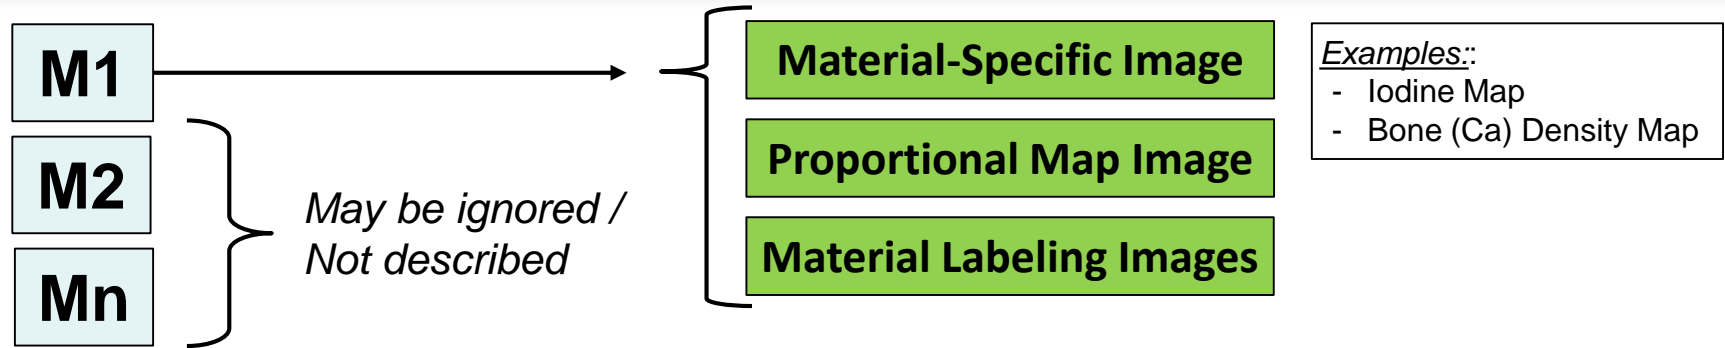 M1
M2
Mn
May be ignored /
Not described
Material-Specific Image
Proportional Map Image
Material Labeling Images
Examples::
- Iodine Map
- Bone (Ca) Density Map